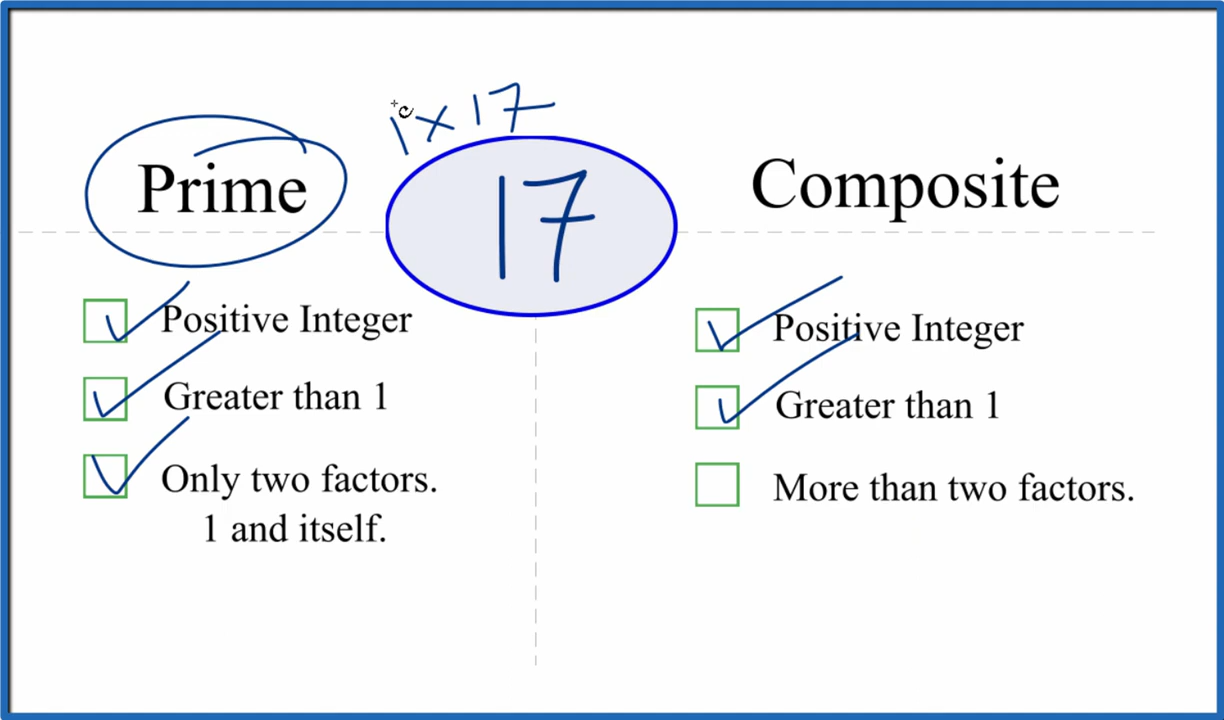 1 x 17
Prime
17
Composite
Positive Integer
Greater than 1
Only two factors.
1 and itself.
Positive Integer
Greater than 1
More than two factors.